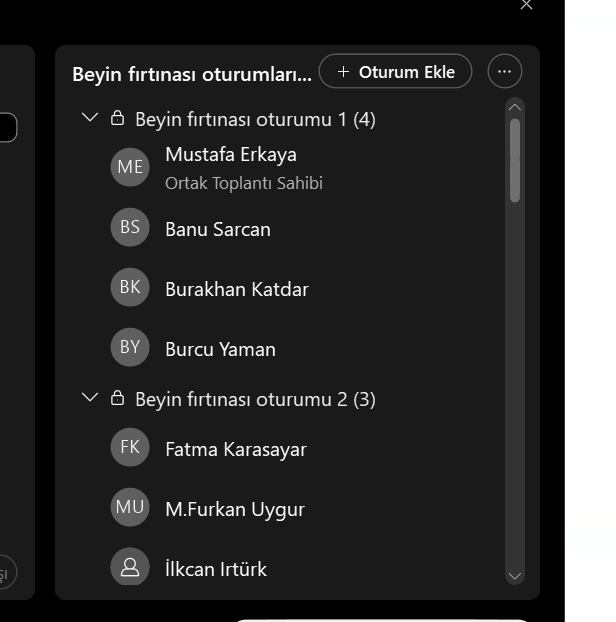 Beyin fırtınası oturumları...
+ Oturum Ekle
Beyin fırtınası oturumu 1 (4)
ME
Mustafa Erkaya
Ortak Toplantı Sahibi
BS
Banu Sarcan
BK
Burakhan Katdar
BY
Burcu Yaman
Beyin fırtınası oturumu 2 (3)
FK
Fatma Karasayar
MU
M.Furkan Uygur
İlkcan Irtürk